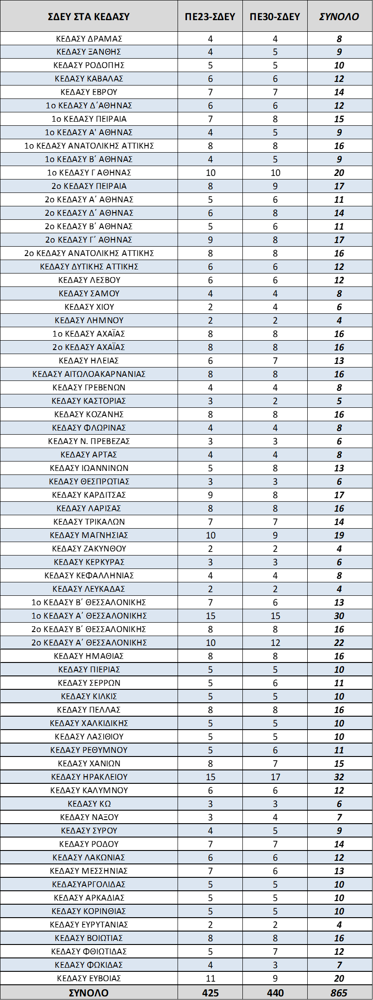 ΣΔΕΥ ΣΤΑ ΚΕΔΑΣΥ ΠΕ23-ΣΔΕΥ ΠΕ30-ΣΔΕΥ ΣΥΝΟΛΟ
ΚΕΔΑΣΥ ΔΡΑΜΑΣ 4 4 8
ΚΕΔΑΣΥ ΞΑΝΘΗΣ 4 5 9
ΚΕΔΑΣΥ ΡΟΔΟΠΗΣ 5 5 10
ΚΕΔΑΣΥ ΚΑΒΑΛΑΣ 6 6 12
ΚΕΔΑΣΥ ΕΒΡΟΥ 7 7 14
1ο ΚΕΔΑΣΥ Δ΄ΑΘΗΝΑΣ 6 6 12
1ο ΚΕΔΑΣΥ ΠΕΙΡΑΙΑ 7 8 15
1ο ΚΕΔΑΣΥ Α' ΑΘΗΝΑΣ 4 5 9
1ο ΚΕΔΑΣΥ ΑΝΑΤΟΛΙΚΗΣ ΑΤΤΙΚΗΣ 8 8 16
1ο ΚΕΔΑΣΥ Β΄ ΑΘΗΝΑΣ 4 5 9
1ο ΚΕΔΑΣΥ Γ ΑΘΗΝΑΣ 10 10 20
2ο ΚΕΔΑΣΥ ΠΕΙΡΑΙΑ 8 9 17
2ο ΚΕΔΑΣΥ Α΄ ΑΘΗΝΑΣ 5 6 11
2ο ΚΕΔΑΣΥ Δ΄ ΑΘΗΝΑΣ 6 8 14
2ο ΚΕΔΑΣΥ Β΄ ΑΘΗΝΑΣ 5 6 11
2ο ΚΕΔΑΣΥ Γ΄ ΑΘΗΝΑΣ 9 8 17
2ο ΚΕΔΑΣΥ ΑΝΑΤΟΛΙΚΗΣ ΑΤΤΙΚΗΣ 8 8 16
ΚΕΔΑΣΥ ΔΥΤΙΚΗΣ ΑΤΤΙΚΗΣ 6 6 12
ΚΕΔΑΣΥ ΛΕΣΒΟΥ 6 6 12
ΚΕΔΑΣΥ ΣΑΜΟΥ 4 4 8
ΚΕΔΑΣΥ ΧΙΟΥ 2 4 6
ΚΕΔΑΣΥ ΛΗΜΝΟΥ 2 2 4
1ο ΚΕΔΑΣΥ ΑΧΑΪΑΣ 8 8 16
2ο ΚΕΔΑΣΥ ΑΧΑΪΑΣ 8 8 16
ΚΕΔΑΣΥ ΗΛΕΙΑΣ 6 7 13
ΚΕΔΑΣΥ ΑΙΤΩΛΟΑΚΑΡΝΑΝΙΑΣ 8 8 16
ΚΕΔΑΣΥ ΓΡΕΒΕΝΩΝ 4 4 8
ΚΕΔΑΣΥ ΚΑΣΤΟΡΙΑΣ 3 2 5
ΚΕΔΑΣΥ ΚΟΖΑΝΗΣ 8 8 16
ΚΕΔΑΣΥ ΦΛΩΡΙΝΑΣ 4 4 8
ΚΕΔΑΣΥ Ν. ΠΡΕΒΕΖΑΣ 3 3 6
ΚΕΔΑΣΥ ΑΡΤΑΣ 4 4 8
ΚΕΔΑΣΥ ΙΩΑΝΝΙΝΩΝ 5 8 13
ΚΕΔΑΣΥ ΘΕΣΠΡΩΤΙΑΣ 3 3 6
ΚΕΔΑΣΥ ΚΑΡΔΙΤΣΑΣ 9 8 17
ΚΕΔΑΣΥ ΛΑΡΙΣΑΣ 8 8 16
ΚΕΔΑΣΥ ΤΡΙΚΑΛΩΝ 7 7 14
ΚΕΔΑΣΥ ΜΑΓΝΗΣΙΑΣ 10 9 19
ΚΕΔΑΣΥ ΖΑΚΥΝΘΟΥ 2 2 4
ΚΕΔΑΣΥ ΚΕΡΚΥΡΑΣ 3 3 6
ΚΕΔΑΣΥ ΚΕΦΑΛΛΗΝΙΑΣ 4 4 8
ΚΕΔΑΣΥ ΛΕΥΚΑΔΑΣ 2 2 4
1ο ΚΕΔΑΣΥ Β΄ ΘΕΣΣΑΛΟΝΙΚΗΣ 7 6 13
1ο ΚΕΔΑΣΥ Α΄ ΘΕΣΣΑΛΟΝΙΚΗΣ 15 15 30
2ο ΚΕΔΑΣΥ Β΄ ΘΕΣΣΑΛΟΝΙΚΗΣ 8 8 16
2ο ΚΕΔΑΣΥ Α΄ ΘΕΣΣΑΛΟΝΙΚΗΣ 10 12 22
ΚΕΔΑΣΥ ΗΜΑΘΙΑΣ 8 8 16
ΚΕΔΑΣΥ ΠΙΕΡΙΑΣ 5 5 10
ΚΕΔΑΣΥ ΣΕΡΡΩΝ 5 6 11
ΚΕΔΑΣΥ ΚΙΛΚΙΣ 5 5 10
ΚΕΔΑΣΥ ΠΕΛΛΑΣ 8 8 16
ΚΕΔΑΣΥ ΧΑΛΚΙΔΙΚΗΣ 5 5 10
ΚΕΔΑΣΥ ΛΑΣΙΘΙΟΥ 5 5 10
ΚΕΔΑΣΥ ΡΕΘΥΜΝΟΥ 5 6 11
ΚΕΔΑΣΥ ΧΑΝΙΩΝ 8 7 15
ΚΕΔΑΣΥ ΗΡΑΚΛΕΙΟΥ 15 17 32
ΚΕΔΑΣΥ ΚΑΛΥΜΝΟΥ 6 6 12
ΚΕΔΑΣΥ ΚΩ 3 3 6
ΚΕΔΑΣΥ ΝΑΞΟΥ 3 4 7
ΚΕΔΑΣΥ ΣΥΡΟΥ 4 5 9
ΚΕΔΑΣΥ ΡΟΔΟΥ 7 7 14
ΚΕΔΑΣΥ ΛΑΚΩΝΙΑΣ 6 6 12
ΚΕΔΑΣΥ ΜΕΣΣΗΝΙΑΣ 7 6 13
ΚΕΔΑΣΥΑΡΓΟΛΙΔΑΣ 5 5 10
ΚΕΔΑΣΥ ΑΡΚΑΔΙΑΣ 5 5 10
ΚΕΔΑΣΥ ΚΟΡΙΝΘΙΑΣ 5 5 10
ΚΕΔΑΣΥ ΕΥΡΥΤΑΝΙΑΣ 2 2 4
ΚΕΔΑΣΥ ΒΟΙΩΤΙΑΣ 8 8 16
ΚΕΔΑΣΥ ΦΘΙΩΤΙΔΑΣ 5 7 12
ΚΕΔΑΣΥ ΦΩΚΙΔΑΣ 4 3 7
ΚΕΔΑΣΥ ΕΥΒΟΙΑΣ 11 9 20
ΣΥΝΟΛΟ 425 440 865